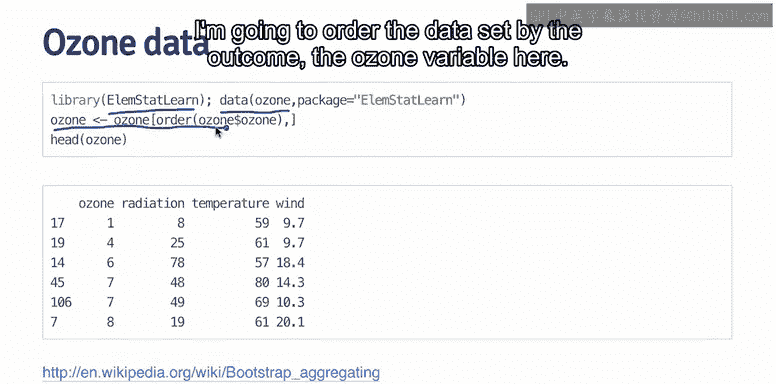 I'm going to order the data set by the
outcome, the ozone variable here.
Ozone data
library(ElemStatLearn); data(ozone,package="ElemStatLearn")
ozone <- ozone[order(ozone$ozone),]
head(ozone)
ozone radiation temperature wind
17 1 8 59 9.7
19 4 25 61 9.7
14 6 78 57 18.4
45 7 48 80 14.3
106 7 49 69 10.3
7 8 19 61 20.1
http://en.wikipedia.org/wiki/Bootstrap_aggregating